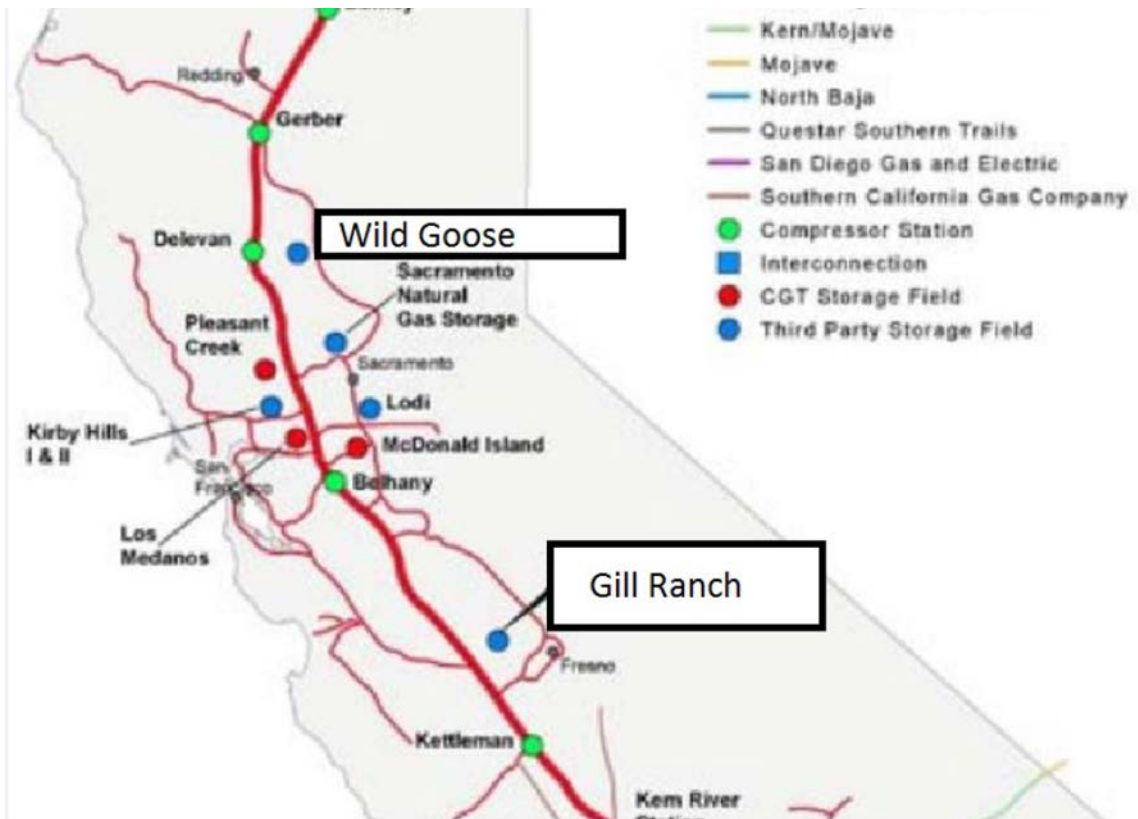 Kern/Mojave
Mojave
North Baja
Questar Southern Trails
San Diego Gas and Electric
Southern California Gas Company
Compressor Station
Interconnection
CGT Storage Field
Third Party Storage Field
Redding
Gerber
Delevan
Wild Goose
Sacramento
Natural
Gas Storage
Pleasant
Creek
Sacramento
Lodi
Kirby Hills
I & II
McDonald Island
San
Francisco
Bethany
Los
Medanos
Gill Ranch
Fresno
Kettleman
Kern River